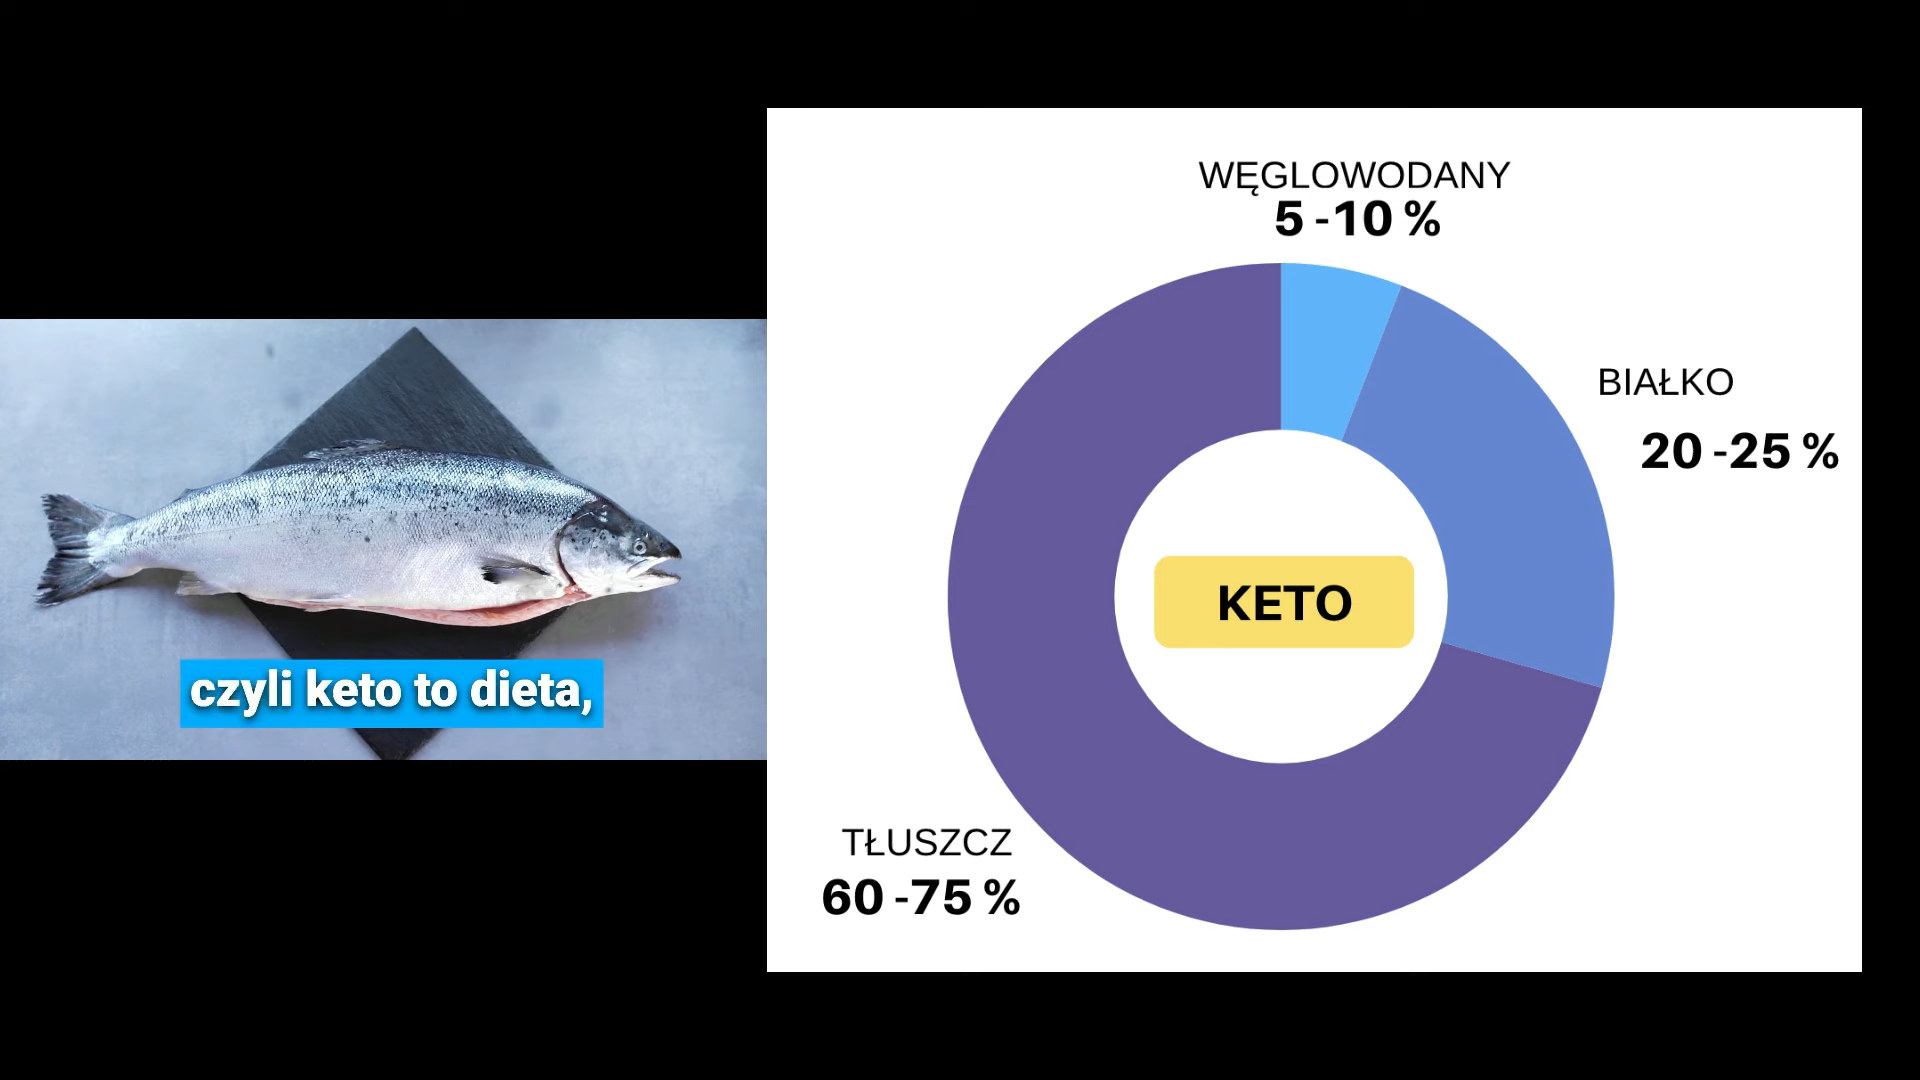 czyli keto to dieta,
WĘGLOWODANY
5 -10 %
BIAŁKO
20 -25 %
KETO
TŁUSZCZ
60 -75 %